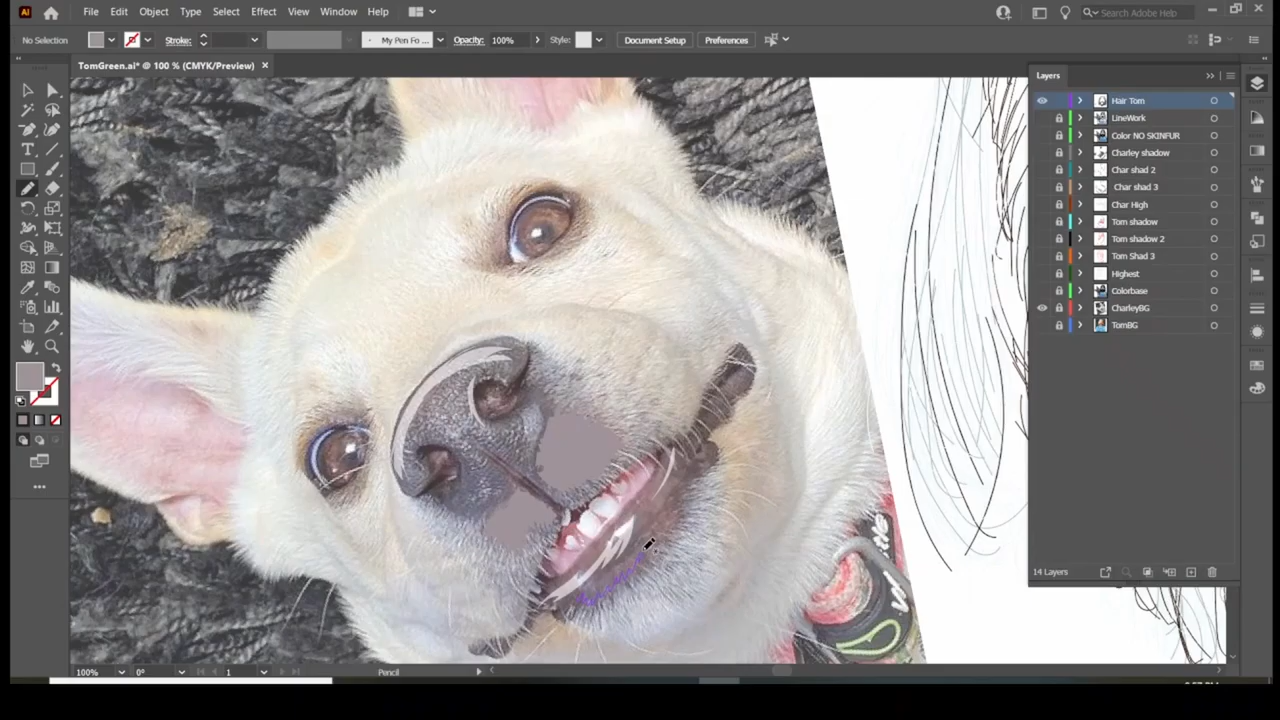 Ai File Edit Object Type Select Effect View Window Help Search Adobe Help
No Selection Stroke: My Pen Fo... Opacity: 100% Style: Document Setup Preferences
TomGreen.ai* @ 100 % (CMYK/Preview) ×
Layers
Hair Tom
LineWork
Color NO SKINFUR
Charley shadow
Char shad 2
Char shad 3
Char High
Tom shadow
Tom shadow 2
Tom Shad 3
Highest
Colorbase
CharleyBG
TomBG
14 Layers
100% 0° 1 Pencil